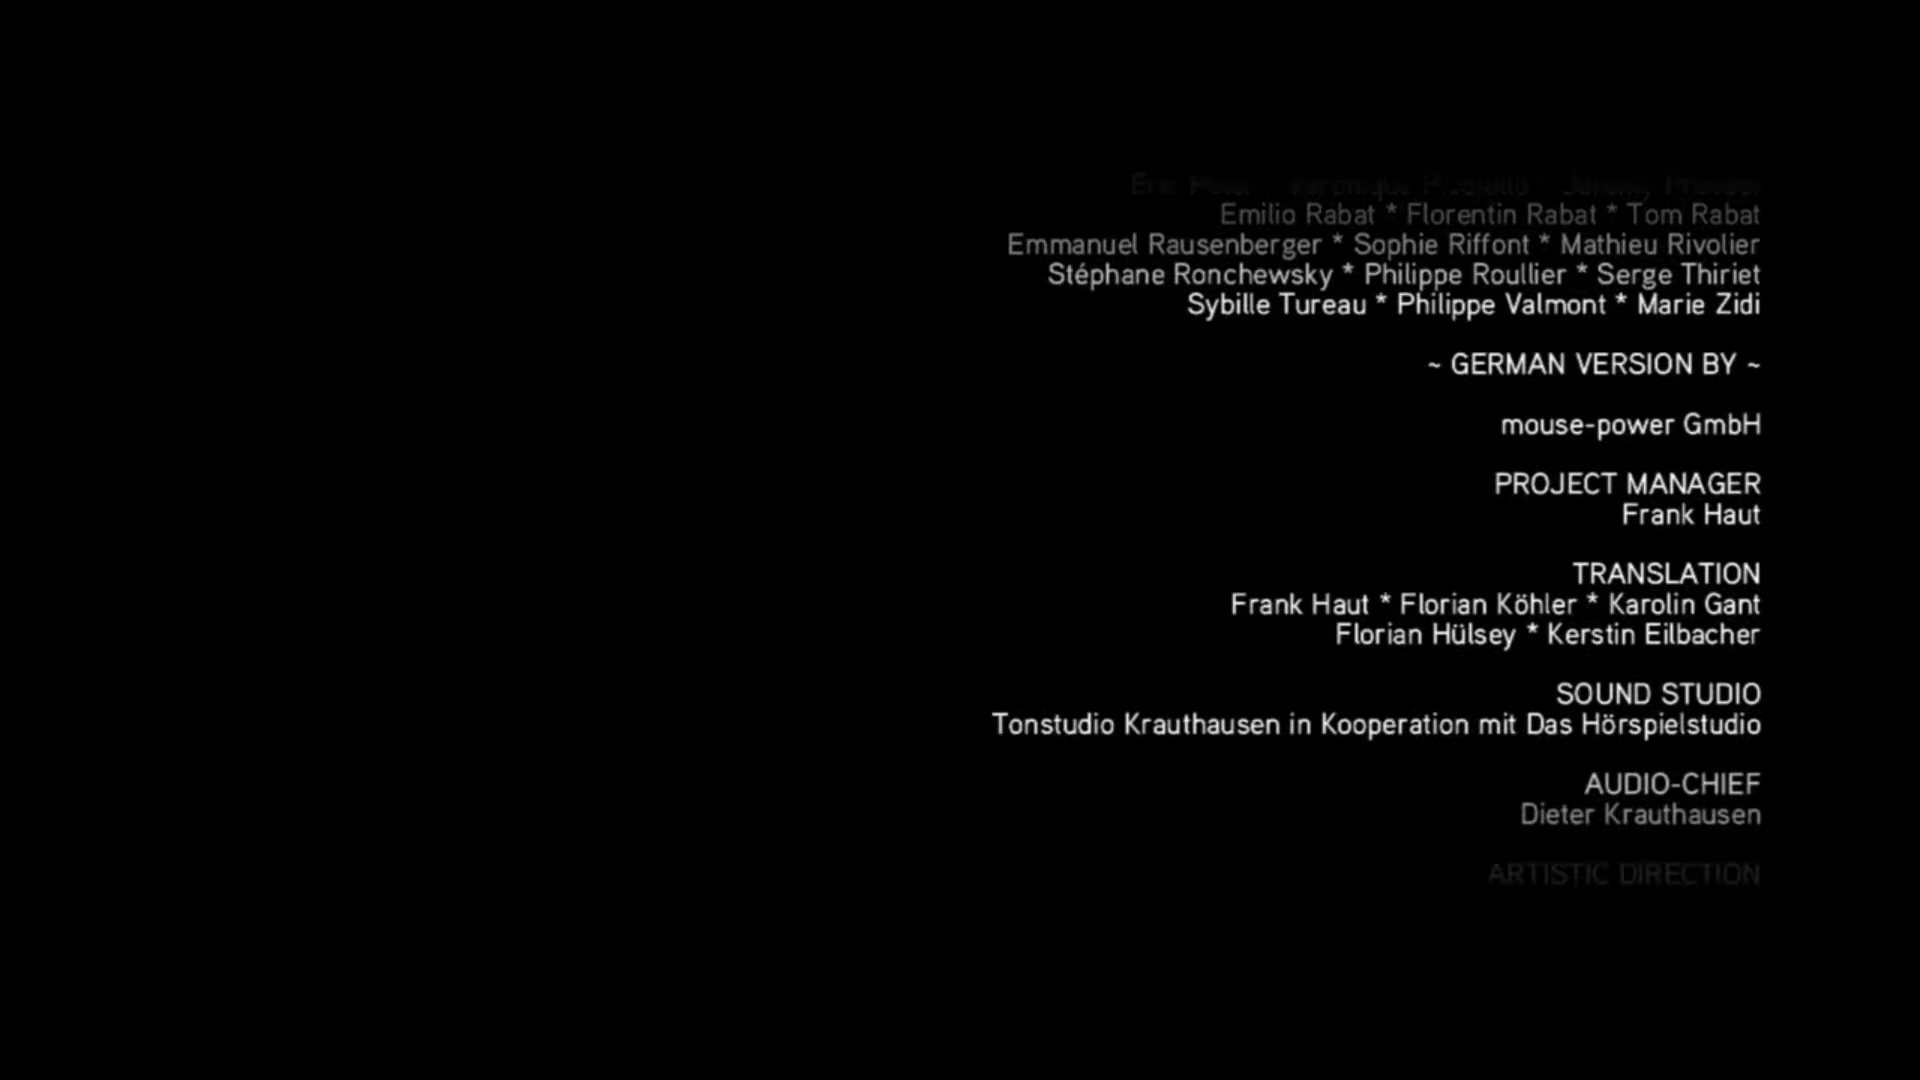 Emilio Rabat * Florentin Rabat * Tom Rabat
Emmanuel Rausenberger * Sophie Riffont * Mathieu Rivolier
Stéphane Ronchewsky * Philippe Roullier * Serge Thiriet
Sybille Tureau * Philippe Valmont * Marie Zidi
~ GERMAN VERSION BY ~
mouse-power GmbH
PROJECT MANAGER
Frank Haut
TRANSLATION
Frank Haut * Florian Köhler * Karolin Gant
Florian Hülsey * Kerstin Eilbacher
SOUND STUDIO
Tonstudio Krauthausen in Kooperation mit Das Hörspielstudio
AUDIO-CHIEF
Dieter Krauthausen
ARTISTIC DIRECTION